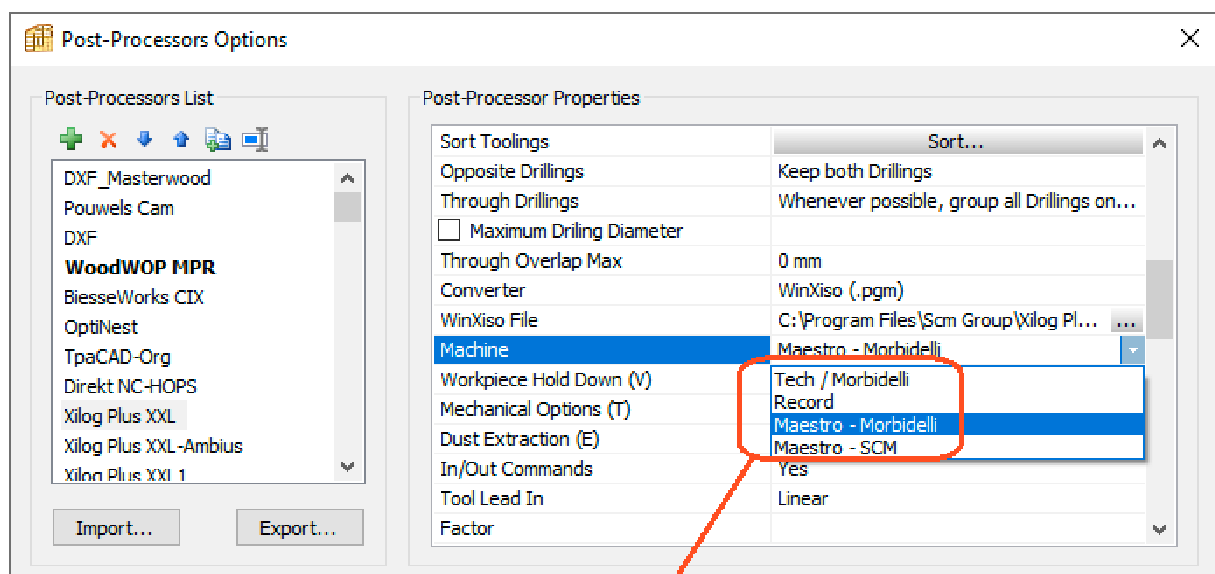 Post-Processors Options
Post-Processors List
DXF_Masterwood
Pouwels Cam
DXF
WoodWOP MPR
BiesseWorks CIX
OptiNest
TpaCAD-Org
Direkt NC-HOPS
Xilog Plus XXL
Xilog Plus XXL-Ambius
Xilog Plus XXL1
Import...
Export...
Post-Processor Properties
Sort Toolings Sort...
Opposite Drillings Keep both Drillings
Through Drillings Whenever possible, group all Drillings on...
Maximum Driling Diameter
Through Overlap Max 0 mm
Converter WinXiso (.pgm)
WinXiso File C:\Program Files\Scm Group\Xilog Pl... ...
Machine Maestro - Morbidelli
Workpiece Hold Down (V) Tech / Morbidelli
Record
Mechanical Options (T) Maestro - Morbidelli
Dust Extraction (E) Maestro - SCM
In/Out Commands Yes
Tool Lead In Linear
Factor